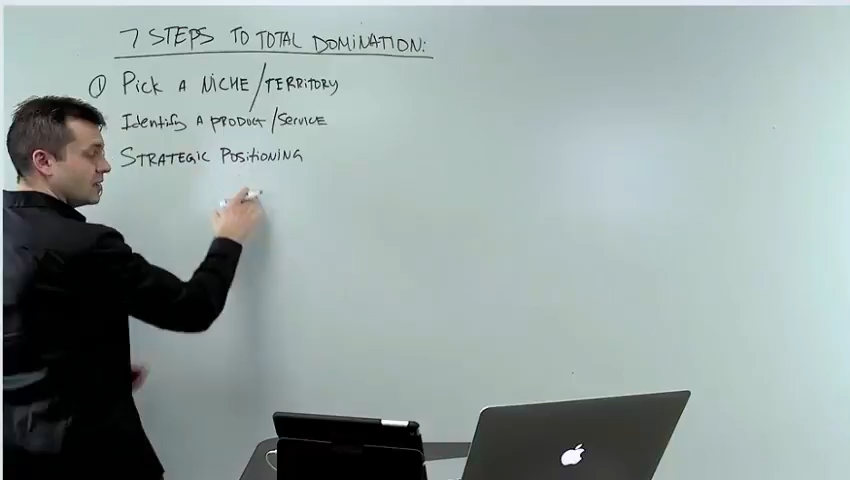 7 STEPS TO TOTAL DOMINATION:
① Pick A NiCHE/TERRITORY
Identify A PRODUCT/SERVICE
STRATEGIC POSITIONING